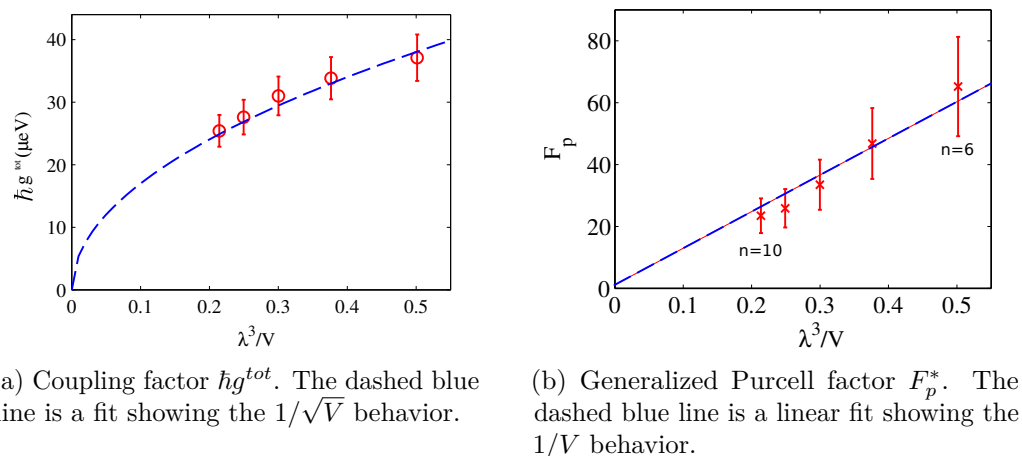 40
30
20
10
0
0
0.1
0.2
0.3
0.4
0.5
ħg^tot (μeV)
λ³/V
80
60
40
20
0
0
0.1
0.2
0.3
0.4
0.5
F_p
λ³/V
n=6
n=10
a) Coupling factor ħg^tot. The dashed blue
line is a fit showing the 1/√V behavior.
(b) Generalized Purcell factor F_p^*. The
dashed blue line is a linear fit showing the
1/V behavior.